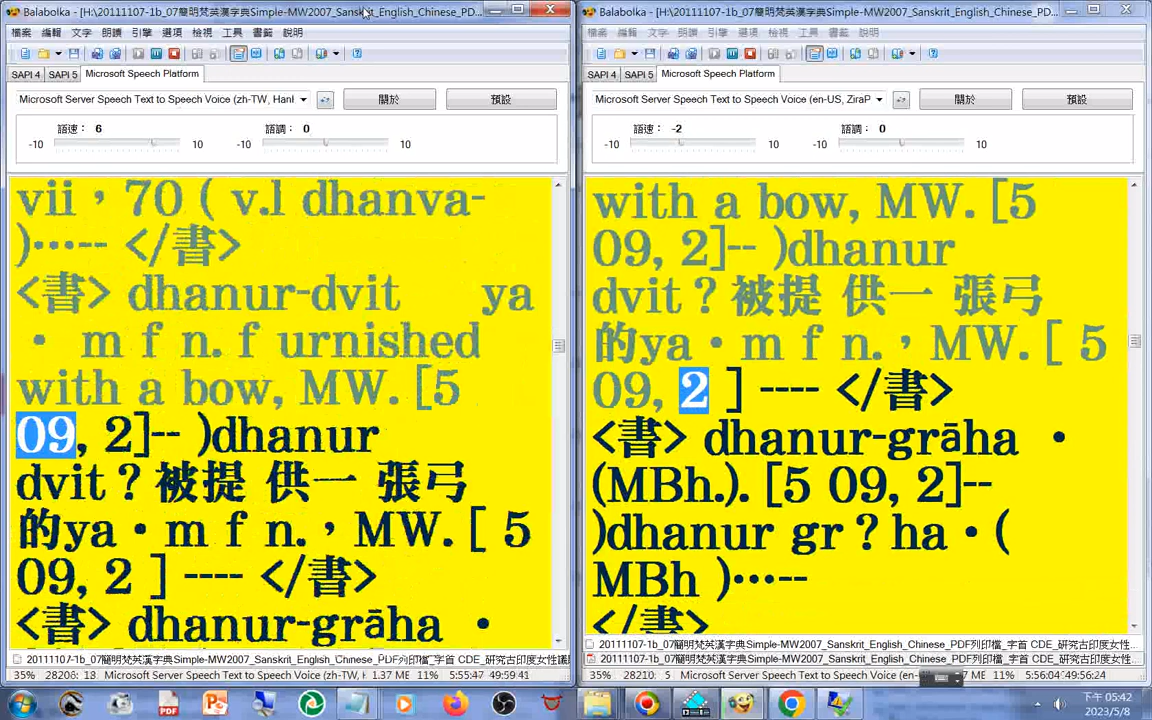 Balabolka - [H:\20111107-1b_07簡明梵英漢字典Simple-MW2007_Sanskrit_English_Chinese_PD...
檔案 編輯 文字 朗讀 引擎 選項 檢視 工具 書籤 說明
SAPI 4 SAPI 5 Microsoft Speech Platform
Microsoft Server Speech Text to Speech Voice (zh-TW, Hanl 關於 預設
語速: 6 語調: 0
-10 10 -10 10
vii,70 ( v.l dhanva-
)…-- </書>
<書> dhanur-dvit ya
• m f n. f urnished
with a bow, MW. [5
09, 2]-- )dhanur
dvit?被提 供一 張弓
的ya•m f n.,MW. [ 5
09, 2 ] ---- </書>
<書> dhanur-grāha •
20111107-1b_07簡明梵英漢字典Simple-MW2007_Sanskrit_English_Chinese_PDF列印檔_字首 CDE_研究古印度女性議
35% 28206: 13 Microsoft Server Speech Text to Speech Voice (zh-TW, 1.37 MB 11% 5:55:47 49:59:41
Balabolka - [H:\20111107-1b_07簡明梵英漢字典Simple-MW2007_Sanskrit_English_Chinese_PD...
檔案 編輯 文字 朗讀 引擎 選項 檢視 工具 書籤 說明
SAPI 4 SAPI 5 Microsoft Speech Platform
Microsoft Server Speech Text to Speech Voice (en-US, ZiraP 關於 預設
語速: -2 語調: 0
-10 10 -10 10
with a bow, MW. [5
09, 2]-- )dhanur
dvit?被提 供一 張弓
的ya•m f n.,MW. [ 5
09, 2 ] ---- </書>
<書> dhanur-grāha •
(MBh.). [5 09, 2]--
)dhanur gr?ha•(
MBh )…--
</書>
20111107-1b_07簡明梵英漢字典Simple-MW2007_Sanskrit_English_Chinese_PDF列印檔_字首 CDE_研究古印度女性...
20111107-1b_07簡明梵英漢字典Simple-MW2007_Sanskrit_English_Chinese_PDF列印檔_字首 CDE_研究古印度女性...
35% 28210: 5 Microsoft Server Speech Text to Speech Voice (en-US, MB 11% 5:56:04 49:56:24
下午 05:42
2023/5/8